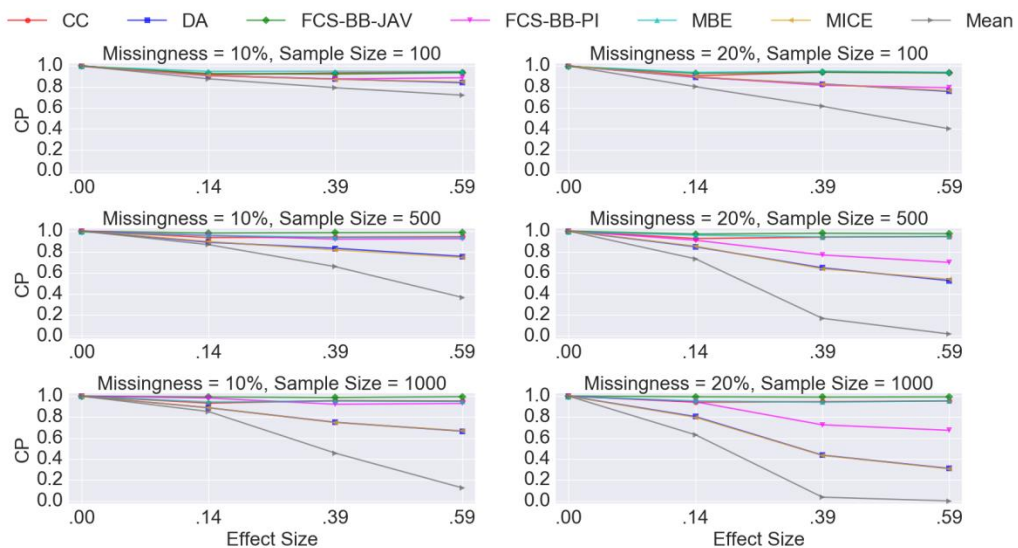 CC DA FCS-BB-JAV FCS-BB-PI MBE MICE Mean
Missingness = 10%, Sample Size = 100
1.0
0.8
0.6
0.4
0.2
0.0
CP
.00 .14 .39 .59
Missingness = 20%, Sample Size = 100
1.0
0.8
0.6
0.4
0.2
0.0
CP
.00 .14 .39 .59
Missingness = 10%, Sample Size = 500
1.0
0.8
0.6
0.4
0.2
0.0
CP
.00 .14 .39 .59
Missingness = 20%, Sample Size = 500
1.0
0.8
0.6
0.4
0.2
0.0
CP
.00 .14 .39 .59
Missingness = 10%, Sample Size = 1000
1.0
0.8
0.6
0.4
0.2
0.0
CP
.00 .14 .39 .59
Effect Size
Missingness = 20%, Sample Size = 1000
1.0
0.8
0.6
0.4
0.2
0.0
CP
.00 .14 .39 .59
Effect Size